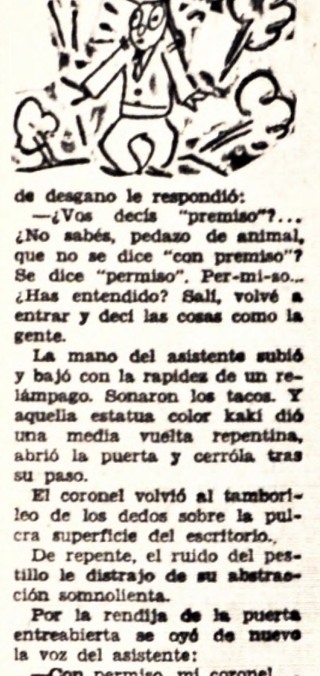 de desgano le respondió:
—¿Vos decís "premiso"?...
¿No sabés, pedazo de animal,
que no se dice "con premiso"?
Se dice "permiso". Per-mi-so...
¿Has entendido? Salí, volvé a
entrar y decí las cosas como la
gente.
La mano del asistente subió
y bajó con la rapidez de un re-
lámpago. Sonaron los tacos. Y
aquella estatua color kaki dió
una media vuelta repentina,
abrió la puerta y cerróla tras
su paso.
El coronel volvió al tambori-
leo de los dedos sobre la pul-
cra superficie del escritorio.
De repente, el ruido del pes-
tillo le distrajo de su abstrac-
ción somnolienta.
Por la rendija de la puerta
entreabierta se oyó de nuevo
la voz del asistente:
—Con permiso, mi coronel...